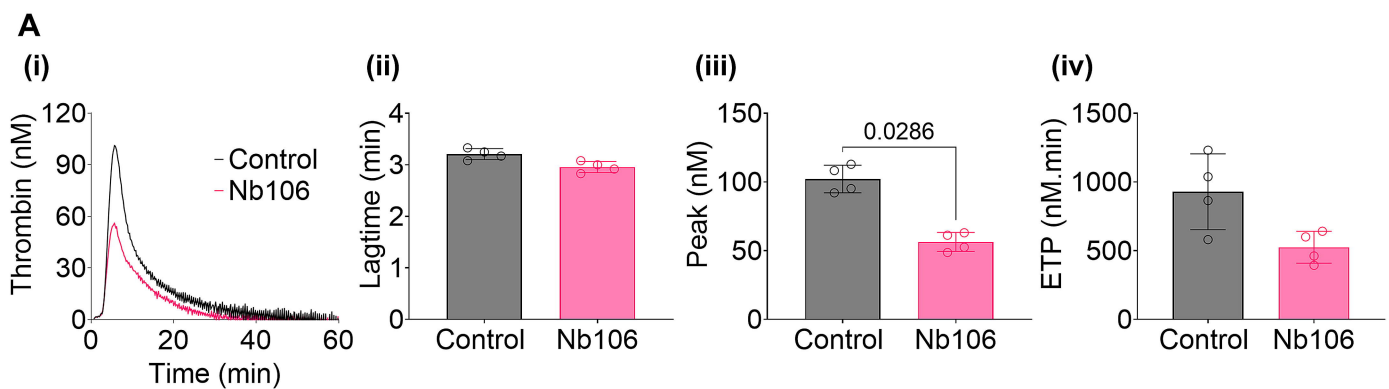 A
(i)
(ii)
(iii)
(iv)
Thrombin (nM)
120
90
60
30
0
Control
Nb106
0 20 40 60
Time (min)
Lagtime (min)
4
3
2
1
0
Control Nb106
Peak (nM)
150
100
50
0
0.0286
Control Nb106
ETP (nM.min)
1500
1000
500
0
Control Nb106